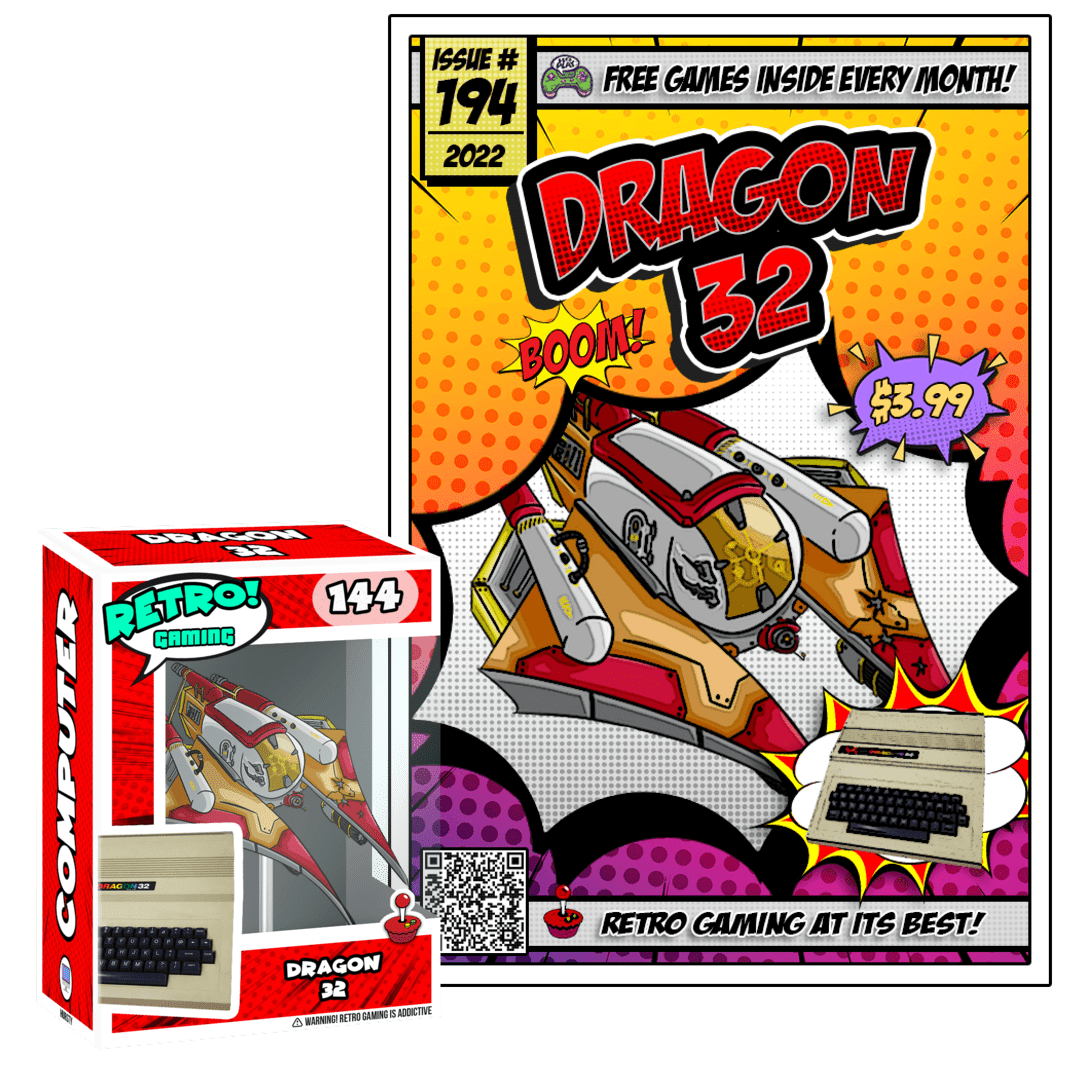 ISSUE #
194
2022
FREE GAMES INSIDE EVERY MONTH!
DRAGON
32
BOOM!
$3.99
RETRO GAMING AT ITS BEST!
DRAGON
32
RETRO!
GAMING
144
COMPUTER
DRAGON 32
DRAGON
32
WARNING! RETRO GAMING IS ADDICTIVE